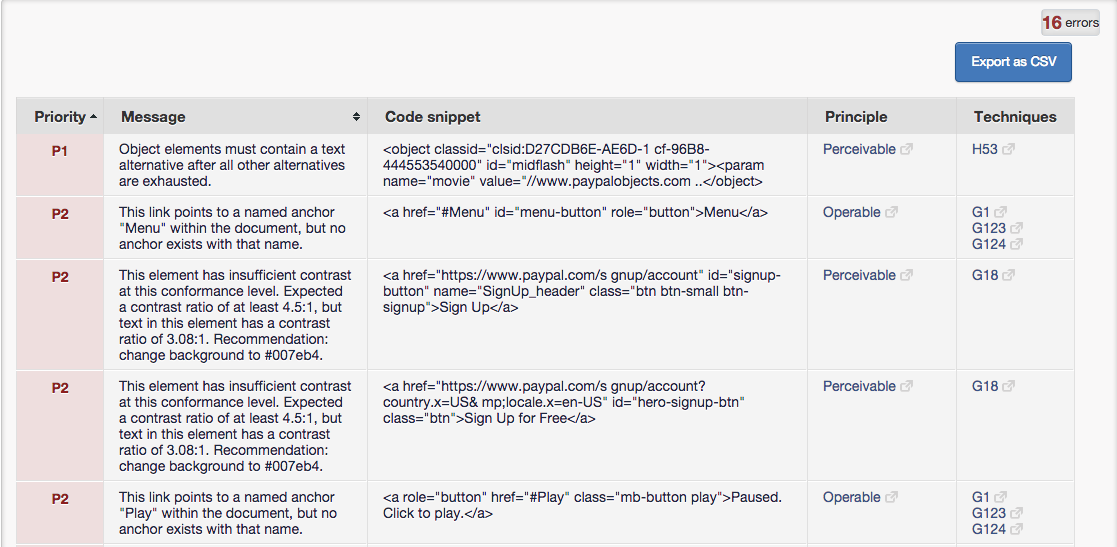 16 errors
Export as CSV
Priority Message Code snippet Principle Techniques
P1
Object elements must contain a text
alternative after all other alternatives
are exhausted.
<object classid="clsid:D27CDB6E-AE6D-1 cf-96B8-
444553540000" id="midflash" height="1" width="1"><param
name="movie" value="//www.paypalobjects.com ..</object>
Perceivable
H53
P2
This link points to a named anchor
"Menu" within the document, but no
anchor exists with that name.
<a href="#Menu" id="menu-button" role="button">Menu</a>
Operable
G1
G123
G124
P2
This element has insufficient contrast
at this conformance level. Expected
a contrast ratio of at least 4.5:1, but
text in this element has a contrast
ratio of 3.08:1. Recommendation:
change background to #007eb4.
<a href="https://www.paypal.com/s gnup/account" id="signup-
button" name="SignUp_header" class="btn btn-small btn-
signup">Sign Up</a>
Perceivable
G18
P2
This element has insufficient contrast
at this conformance level. Expected
a contrast ratio of at least 4.5:1, but
text in this element has a contrast
ratio of 3.08:1. Recommendation:
change background to #007eb4.
<a href="https://www.paypal.com/s gnup/account?
country.x=US& mp;locale.x=en-US" id="hero-signup-btn"
class="btn">Sign Up for Free</a>
Perceivable
G18
P2
This link points to a named anchor
"Play" within the document, but no
anchor exists with that name.
<a role="button" href="#Play" class="mb-button play">Paused.
Click to play.</a>
Operable
G1
G123
G124